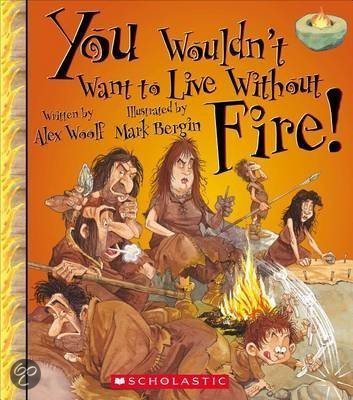 You Wouldn't
Want to Live Without
Fire!
Written by
Alex Woolf
Illustrated by
Mark Bergin
SCHOLASTIC